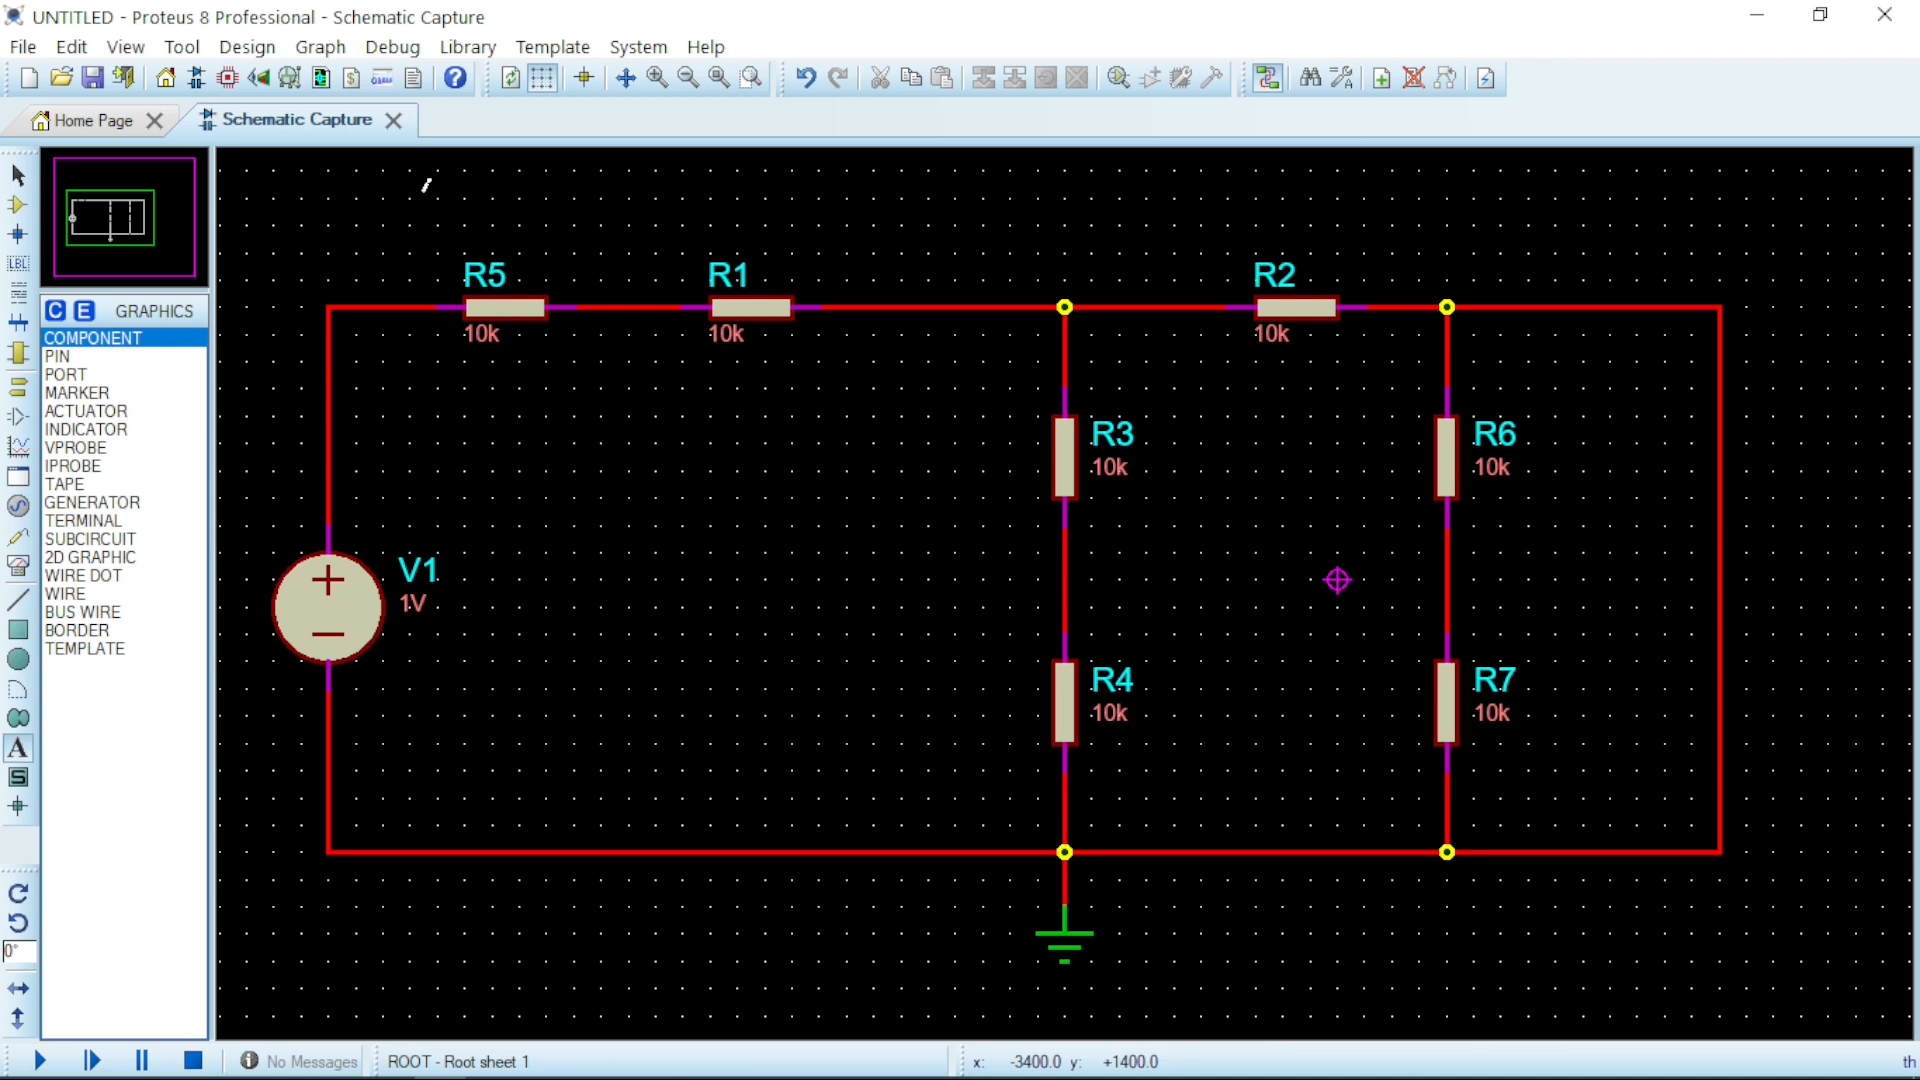 UNTITLED - Proteus 8 Professional - Schematic Capture
File Edit View Tool Design Graph Debug Library Template System Help
Home Page Schematic Capture
LBL
C E GRAPHICS
COMPONENT
PIN
PORT
MARKER
ACTUATOR
INDICATOR
VPROBE
IPROBE
TAPE
GENERATOR
TERMINAL
SUBCIRCUIT
2D GRAPHIC
WIRE DOT
WIRE
BUS WIRE
BORDER
TEMPLATE
A
S
0°
R5
10k
R1
10k
R2
10k
R3
10k
R6
10k
V1
1V
R4
10k
R7
10k
No Messages ROOT - Root sheet 1 x: -3400.0 y: +1400.0 th